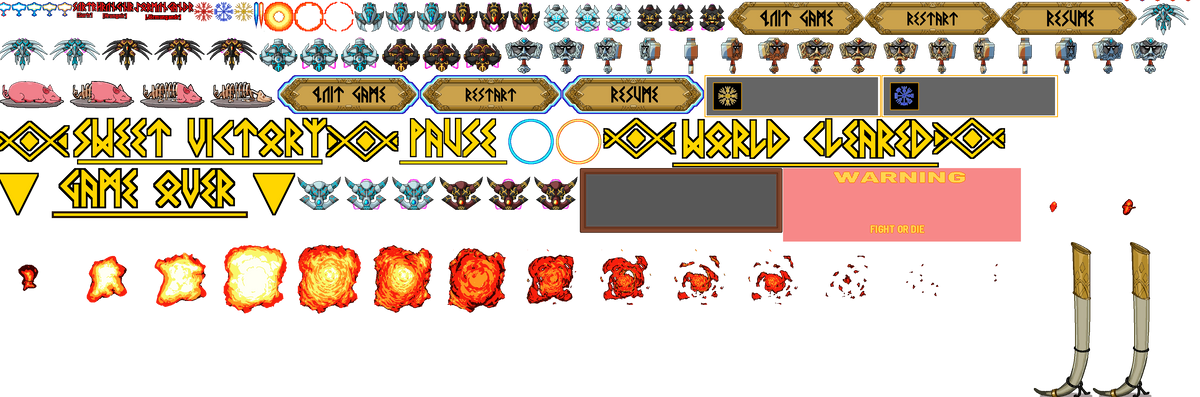 QUIT GAME
RESTART
RESUME
QUIT GAME
RESTART
RESUME
SWEET VICTORY
PAUSE
WORLD CLEARED
GAME OVER
WARNING
FIGHT OR DIE